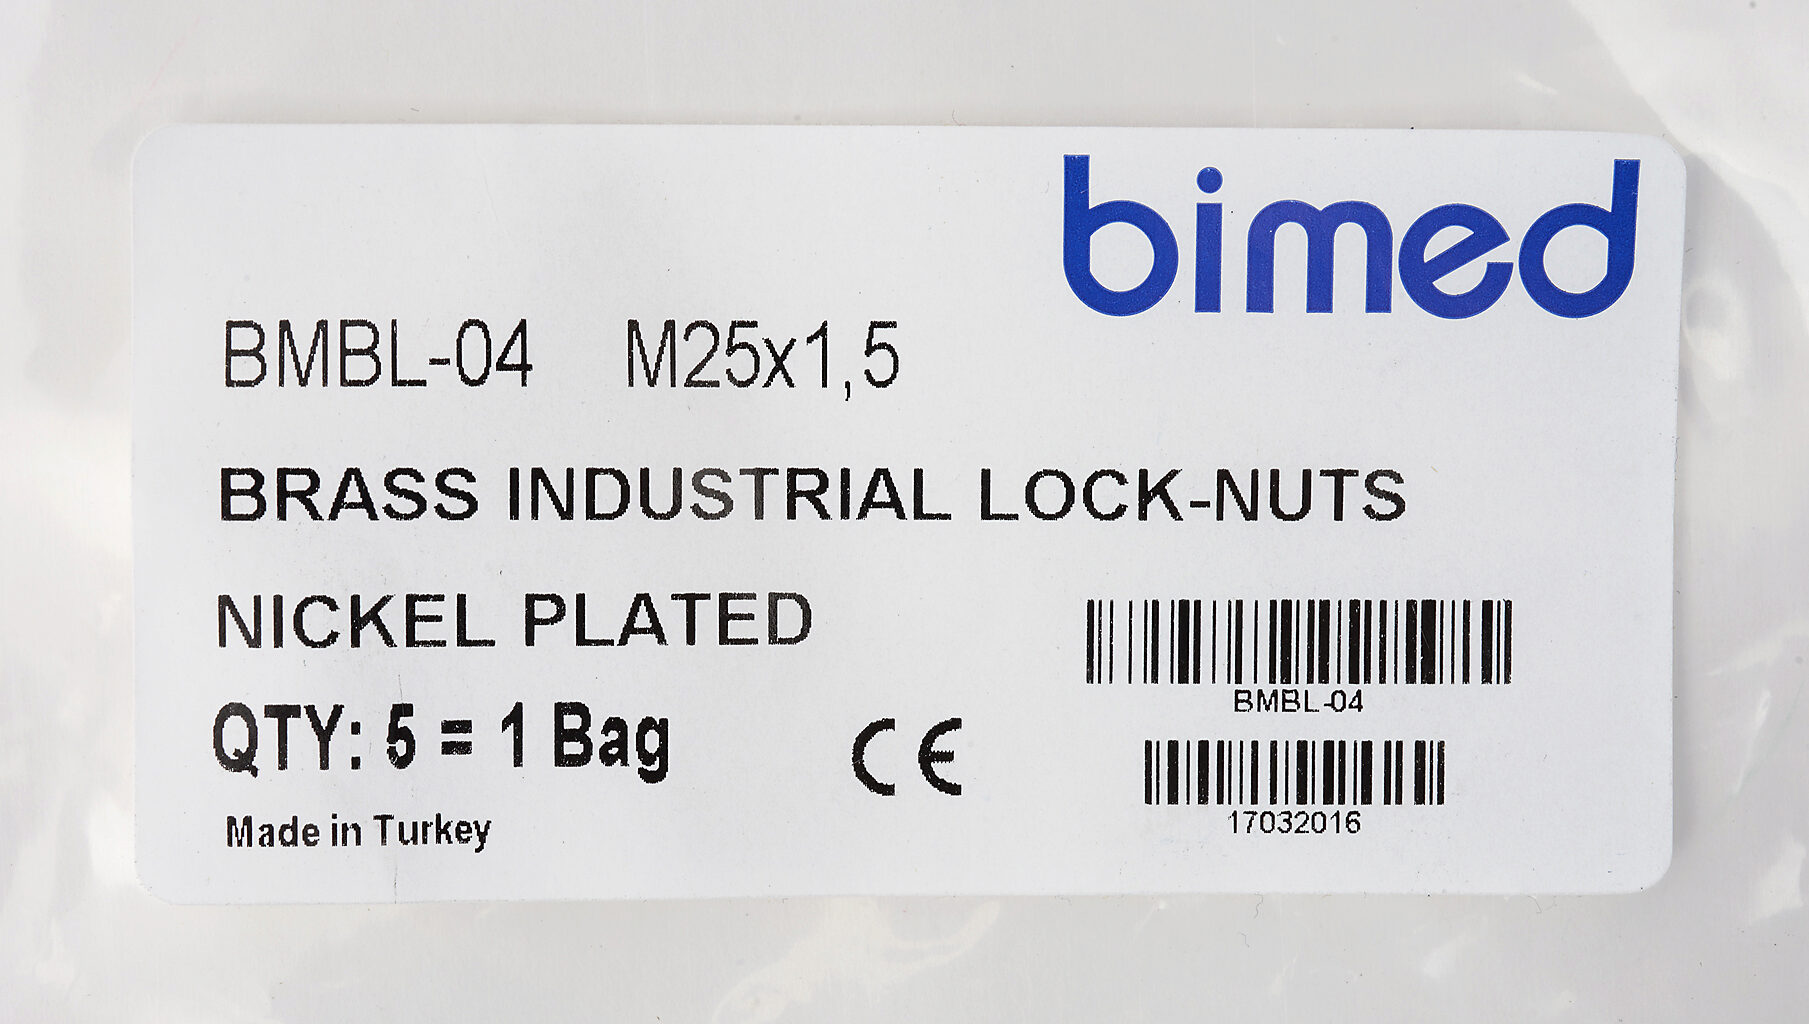 bimed
BMBL-04 M25x1,5
BRASS INDUSTRIAL LOCK-NUTS
NICKEL PLATED
BMBL-04
QTY: 5 = 1 Bag
CE
17032016
Made in Turkey